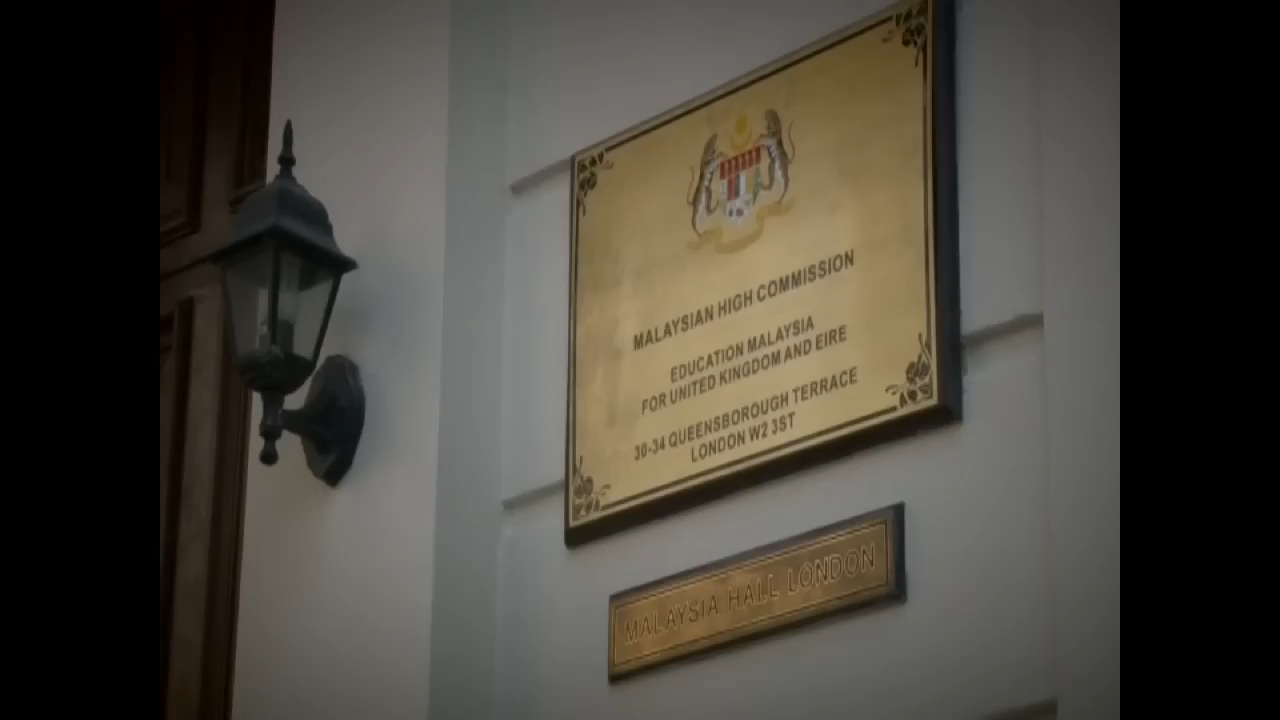 MALAYSIAN HIGH COMMISSION
EDUCATION MALAYSIA
FOR UNITED KINGDOM AND EIRE
30-34 QUEENSBOROUGH TERRACE
LONDON W2 3ST
MALAYSIA HALL LONDON